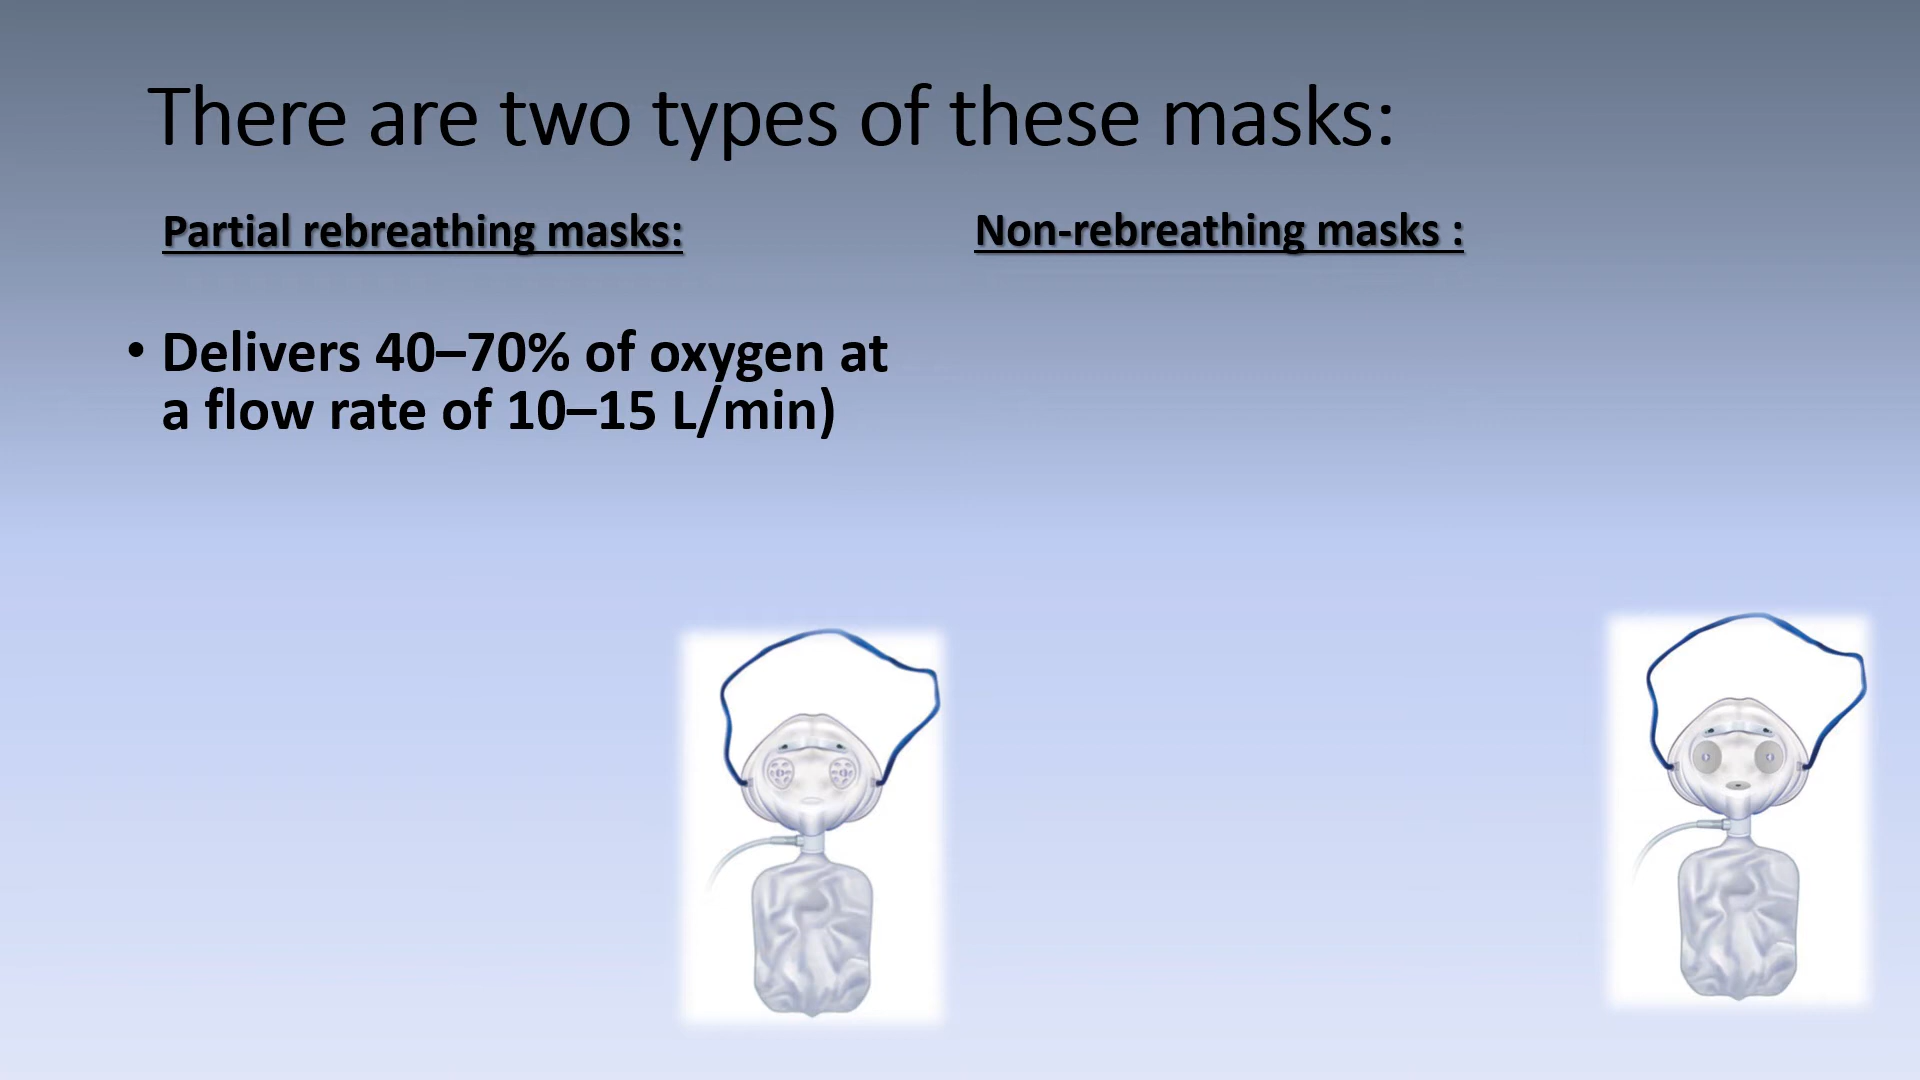 There are two types of these masks:
Partial rebreathing masks:
• Delivers 40–70% of oxygen at
a flow rate of 10–15 L/min)
Non-rebreathing masks :